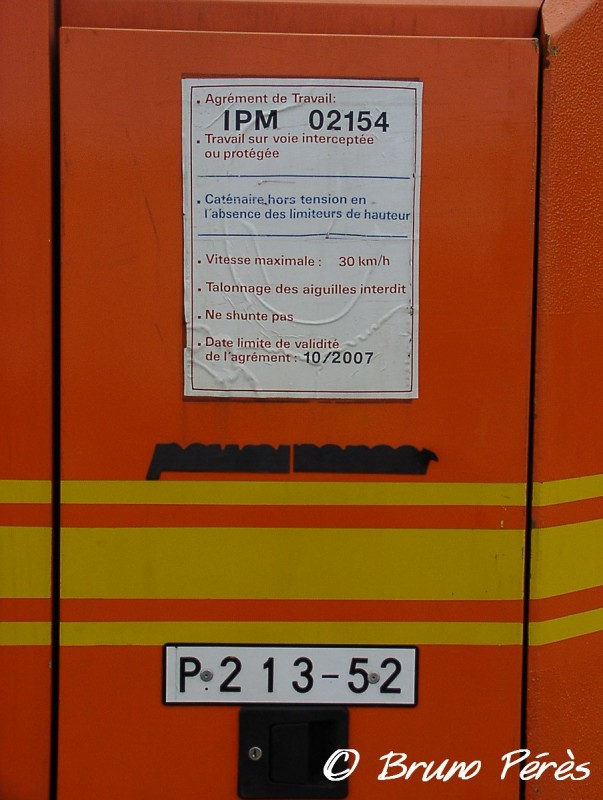 . Agrément de Travail:
IPM 02154
. Travail sur voie interceptée
ou protégée
. Caténaire hors tension en
l'absence des limiteurs de hauteur
. Vitesse maximale : 30 km/h
. Talonnage des aiguilles interdit
. Ne shunte pas
. Date limite de validité
de l'agrément : 10/2007
P.213-52
© Bruno Pérès